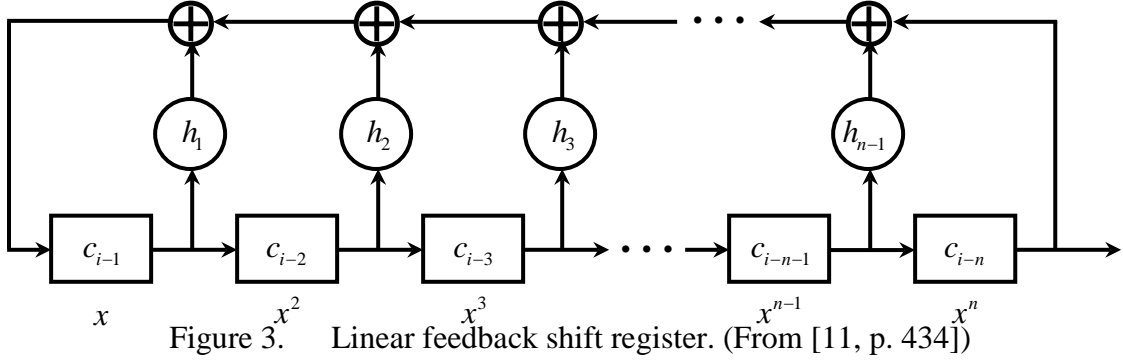 h₁ h₂ h₃ hₙ₋₁
cᵢ₋₁ cᵢ₋₂ cᵢ₋₃ cᵢ₋ₙ₋₁ cᵢ₋ₙ
x x² x³ xⁿ⁻¹ xⁿ
Figure 3. Linear feedback shift register. (From [11, p. 434])